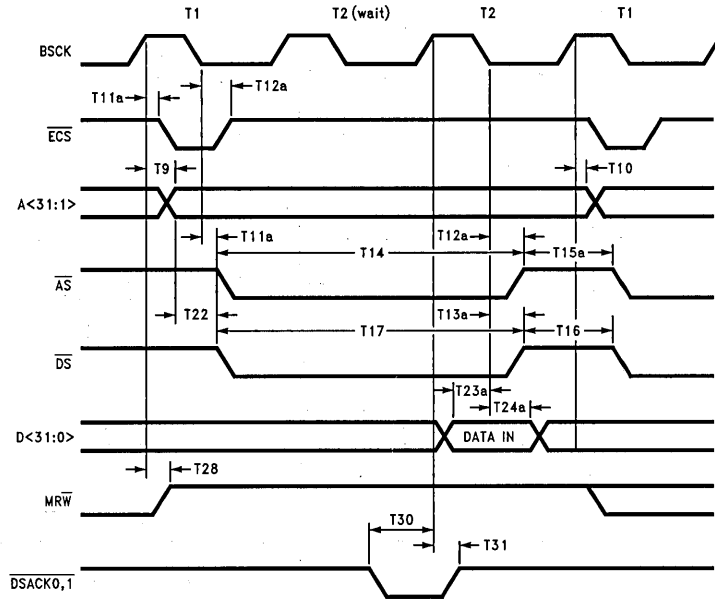 T1 T2 (wait) T2 T1
BSCK
T11a T12a
ECS
T9 T10
A<31:1>
T11a T14 T12a T15a
AS
T22 T13a
T17 T16
DS
T23a
T24a
D<31:0> DATA IN
T28
MRW
T30
T31
DSACK0,1